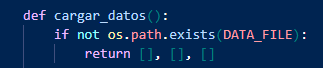 def cargar_datos():
    if not os.path.exists(DATA_FILE):
        return [], [], []